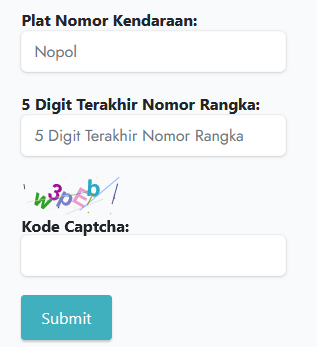 Plat Nomor Kendaraan:
Nopol
5 Digit Terakhir Nomor Rangka:
5 Digit Terakhir Nomor Rangka
w3pEb
Kode Captcha:
Submit